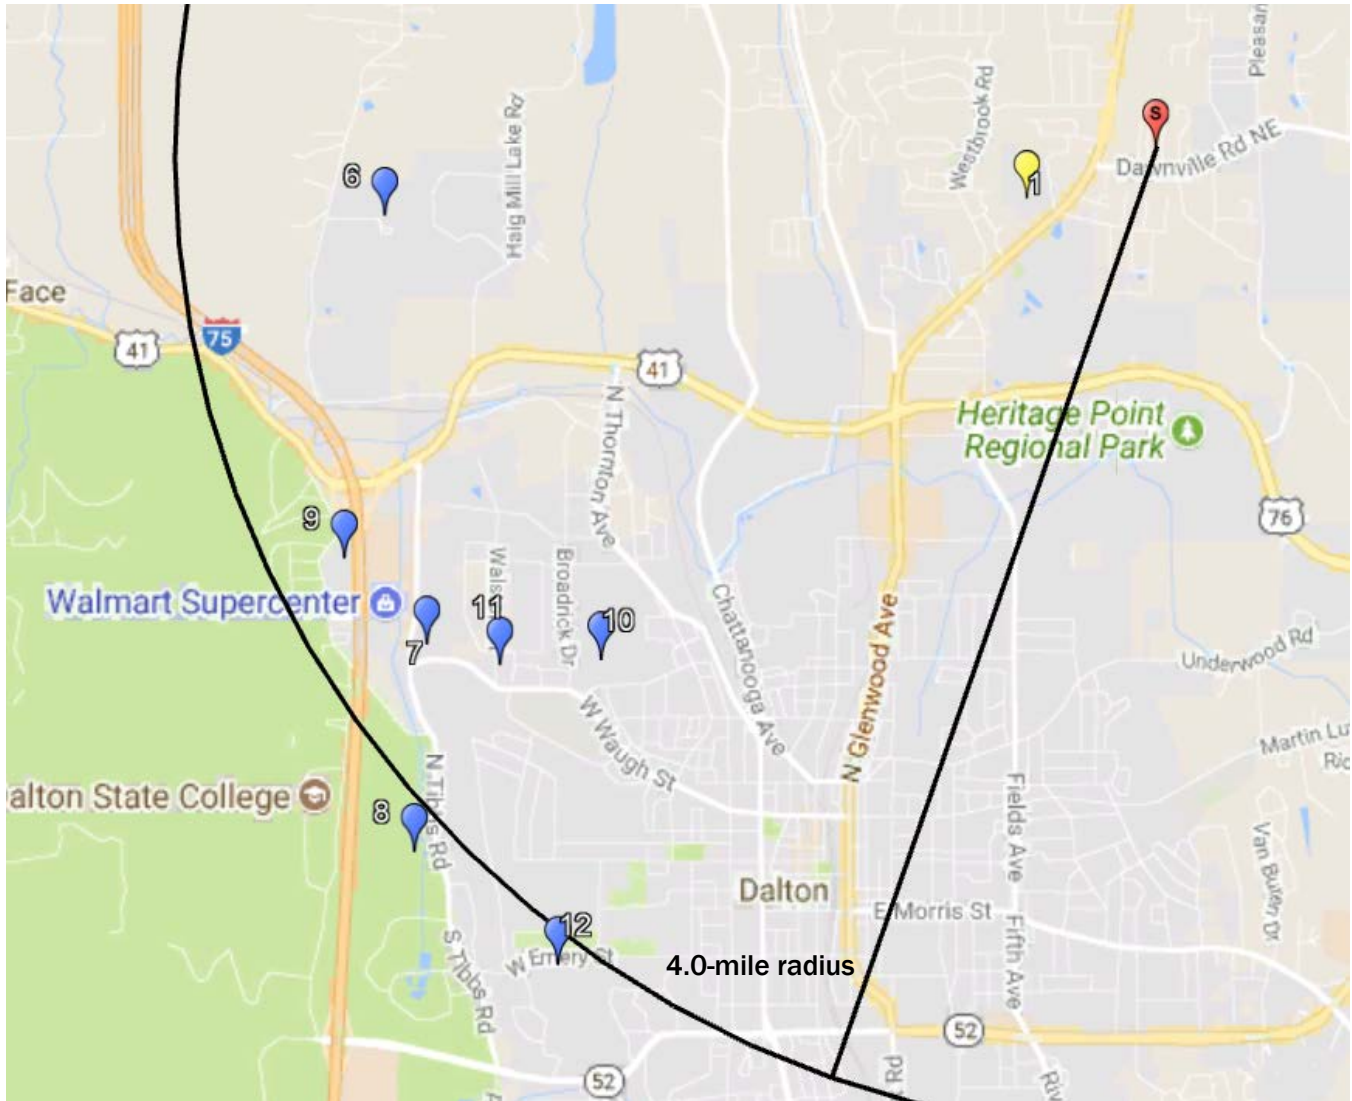 Pleasan
Westbrook Rd
S
Dawnville Rd NE
Haig Mill Lake Rd
6
1
Face
75
41
41
N Thornton Ave
Heritage Point
Regional Park
76
9
Walmart Supercenter
Broadrick Dr
Chattanooga Ave
11
10
7
N Glenwood Ave
Underwood Rd
W Waugh St
Martin Lu
Ric
N Tibbs Rd
alton State College
8
Fields Ave
Van Buren Dr
Dalton
E Morris St
12
W Emery St
S Tibbs Rd
Fifth Ave
4.0-mile radius
52
52
Rd
Riv